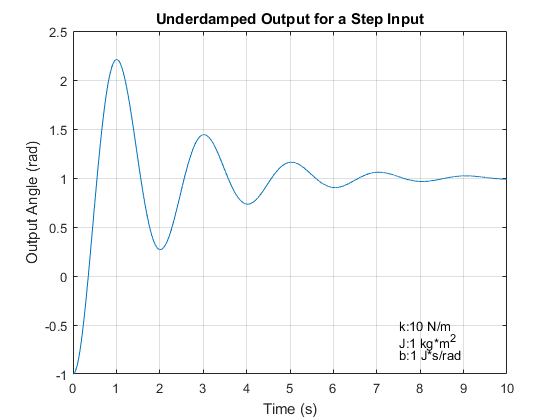 Underdamped Output for a Step Input
2.5
2
1.5
1
0.5
0
-0.5
-1
Output Angle (rad)
k:10 N/m
J:1 kg*m²
b:1 J*s/rad
0 1 2 3 4 5 6 7 8 9 10
Time (s)